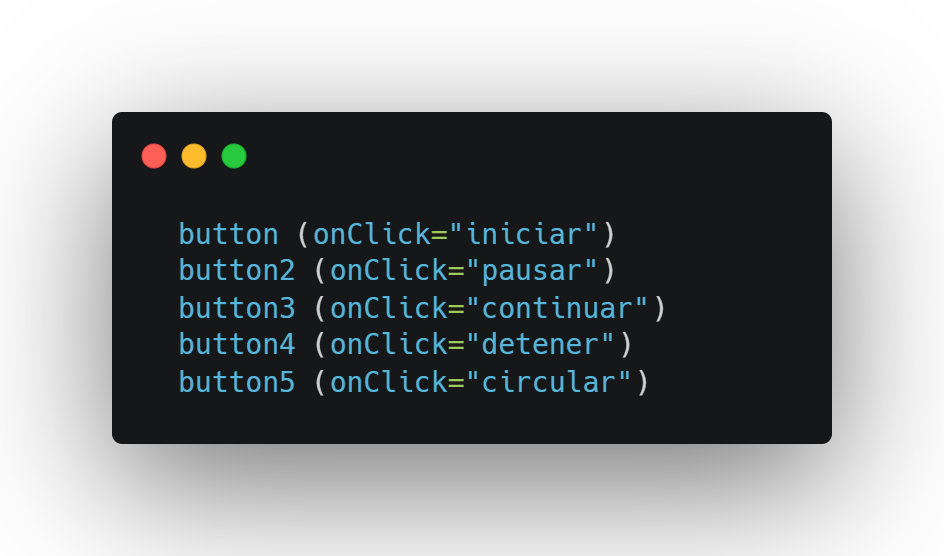 button (onClick="iniciar")
button2 (onClick="pausar")
button3 (onClick="continuar")
button4 (onClick="detener")
button5 (onClick="circular")